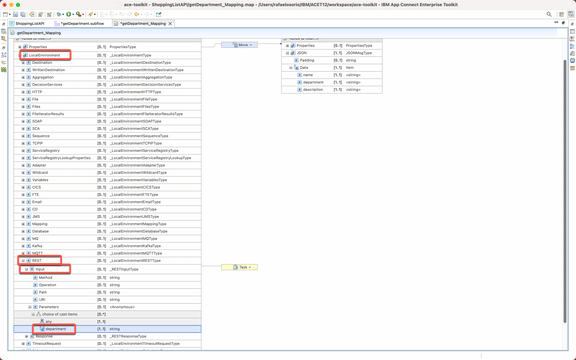 ace-toolkit - ShoppingListAPI/getDepartment_Mapping.map - IBM App Connect Enterprise Toolkit
ShoppingListAPI
*getDepartment.subflow
*getDepartment_Mapping
getDepartment_Mapping
Properties [0..1] PropertiesType
LocalEnvironment [0..1] _LocalEnvironmentType
Destination [0..1] _LocalEnvironmentDestinationType
WrittenDestination [0..1] _LocalEnvironmentWrittenDestinationType
Aggregation [0..1] _LocalEnvironmentAggregationType
DecisionServices [0..1] _LocalEnvironmentDecisionServicesType
HTTP [0..1] _LocalEnvironmentHTTPType
File [0..1] _LocalEnvironmentFileType
Files [0..1] _LocalEnvironmentFilesType
FileIteratorResults [0..1] _LocalEnvironmentFileIteratorResultsType
SOAP [0..1] _LocalEnvironmentSOAPType
SCA [0..1] _LocalEnvironmentSCAType
Sequence [0..1] _LocalEnvironmentSequenceType
TCPIP [0..1] _LocalEnvironmentTCPIPType
ServiceRegistry [0..1] _LocalEnvironmentServiceRegistryType
ServiceRegistryLookupProperties [0..1] _LocalEnvironmentServiceRegistryLookupType
Adapter [0..1] _LocalEnvironmentAdapterType
Wildcard [0..1] _LocalEnvironmentWildcardType
Variables [0..1] _LocalEnvironmentVariablesType
CICS [0..1] _LocalEnvironmentCICSType
FTE [0..1] _LocalEnvironmentFTEType
Email [0..1] _LocalEnvironmentEmailType
CD [0..1] _LocalEnvironmentCDType
JMS [0..1] _LocalEnvironmentJMSType
Mapping [0..1] _LocalEnvironmentMappingType
Database [0..1] _LocalEnvironmentDatabaseType
MQ [0..1] _LocalEnvironmentMQType
Kafka [0..1] _LocalEnvironmentKafkaType
MQTT [0..1] _LocalEnvironmentMQTTType
REST [0..1] _LocalEnvironmentRESTType
Input [0..1] _RESTInputType
Method [0..1] string
Operation [0..1] string
Path [0..1] string
URI [0..1] string
Parameters [0..1] <Anonymous>
choice of cast items [0..*]
any [1..1]
department [1..1] string
Response [0..1] _RESTResponseType
TimeoutRequest [0..1] _LocalEnvironmentTimeoutRequestType
Move
Task
Properties [0..1] PropertiesType
JSON [1..1] JSONMsgType
Padding [0..1] string
Data [1..1] Item
name [1..1] <string>
department [1..1] <string>
description [1..1] <string>